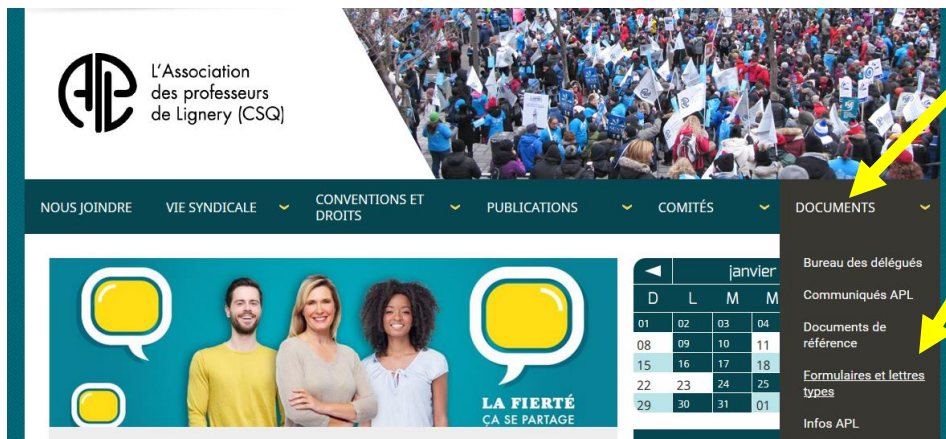 L'Association
des professeurs
de Lignery (CSQ)
NOUS JOINDRE
VIE SYNDICALE
CONVENTIONS ET
DROITS
PUBLICATIONS
COMITÉS
DOCUMENTS
Bureau des délégués
Communiqués APL
Documents de
référence
Formulaires et lettres
types
Infos APL
LA FIERTÉ
ÇA SE PARTAGE
janvier
D L M M
01 02 03 04
08 09 10 11
15 16 17 18
22 23 24 25
29 30 31 01